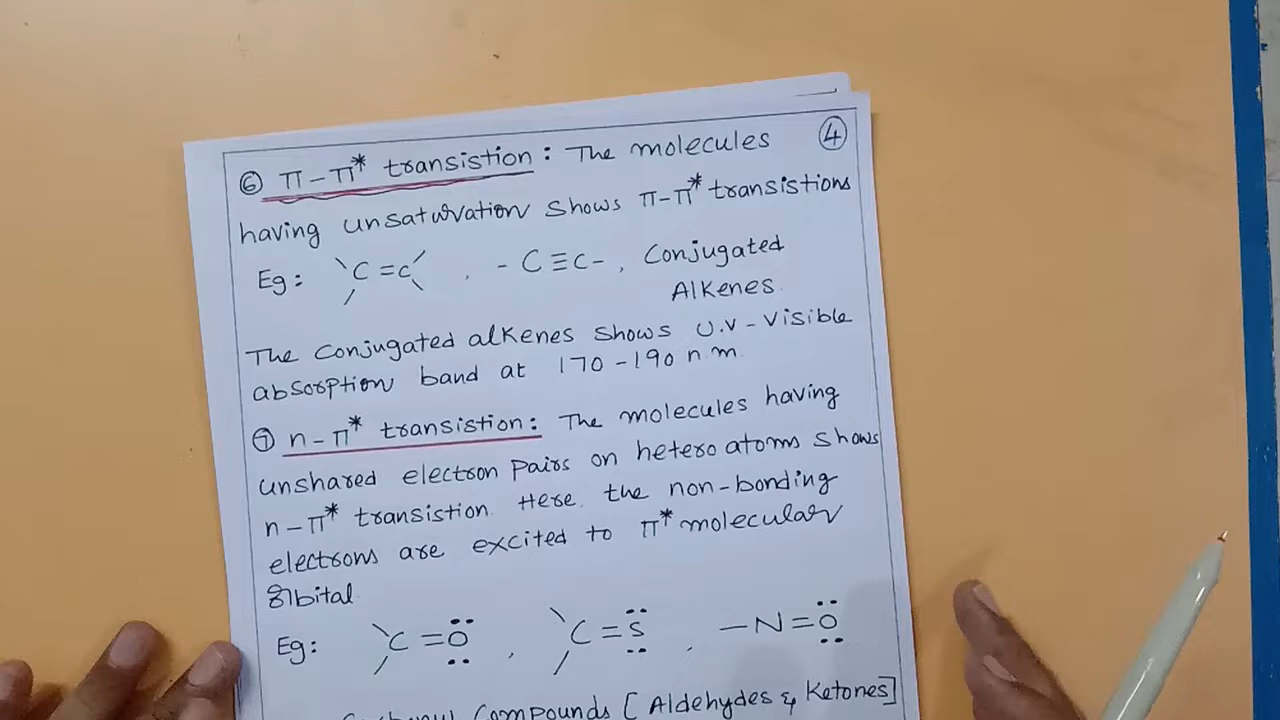 ④
⑥ π-π* transistion: The molecules
having unsaturation shows π-π* transistions
Eg: C=C , -C≡C-, Conjugated
Alkenes.
The conjugated alkenes shows U.V-Visible
absorption band at 170-190 nm.
⑦ n-π* transistion: The molecules having
unshared electron pairs on hetero atoms shows
n-π* transistion. Here, the non-bonding
electrons are excited to π* molecular
orbital.
Eg: C=O , C=S , -N=O
Compounds [Aldehydes & Ketones]